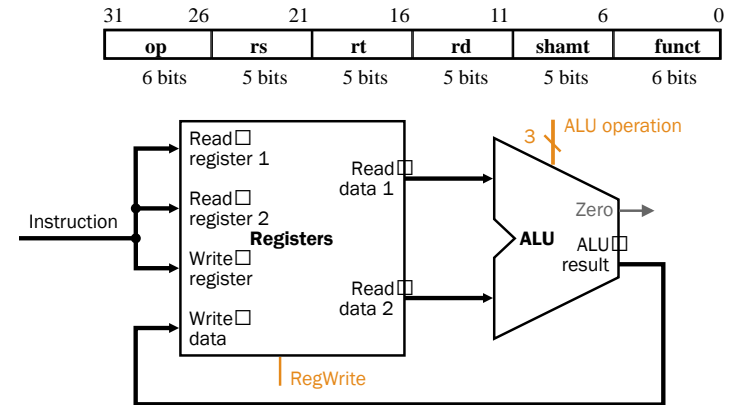 31 26 21 16 11 6 0
op rs rt rd shamt funct
6 bits 5 bits 5 bits 5 bits 5 bits 6 bits
3 ALU operation
Read
register 1
Read
data 1
Read
register 2
Instruction
Registers
Zero
ALU
ALU
result
Write
register
Read
data 2
Write
data
RegWrite